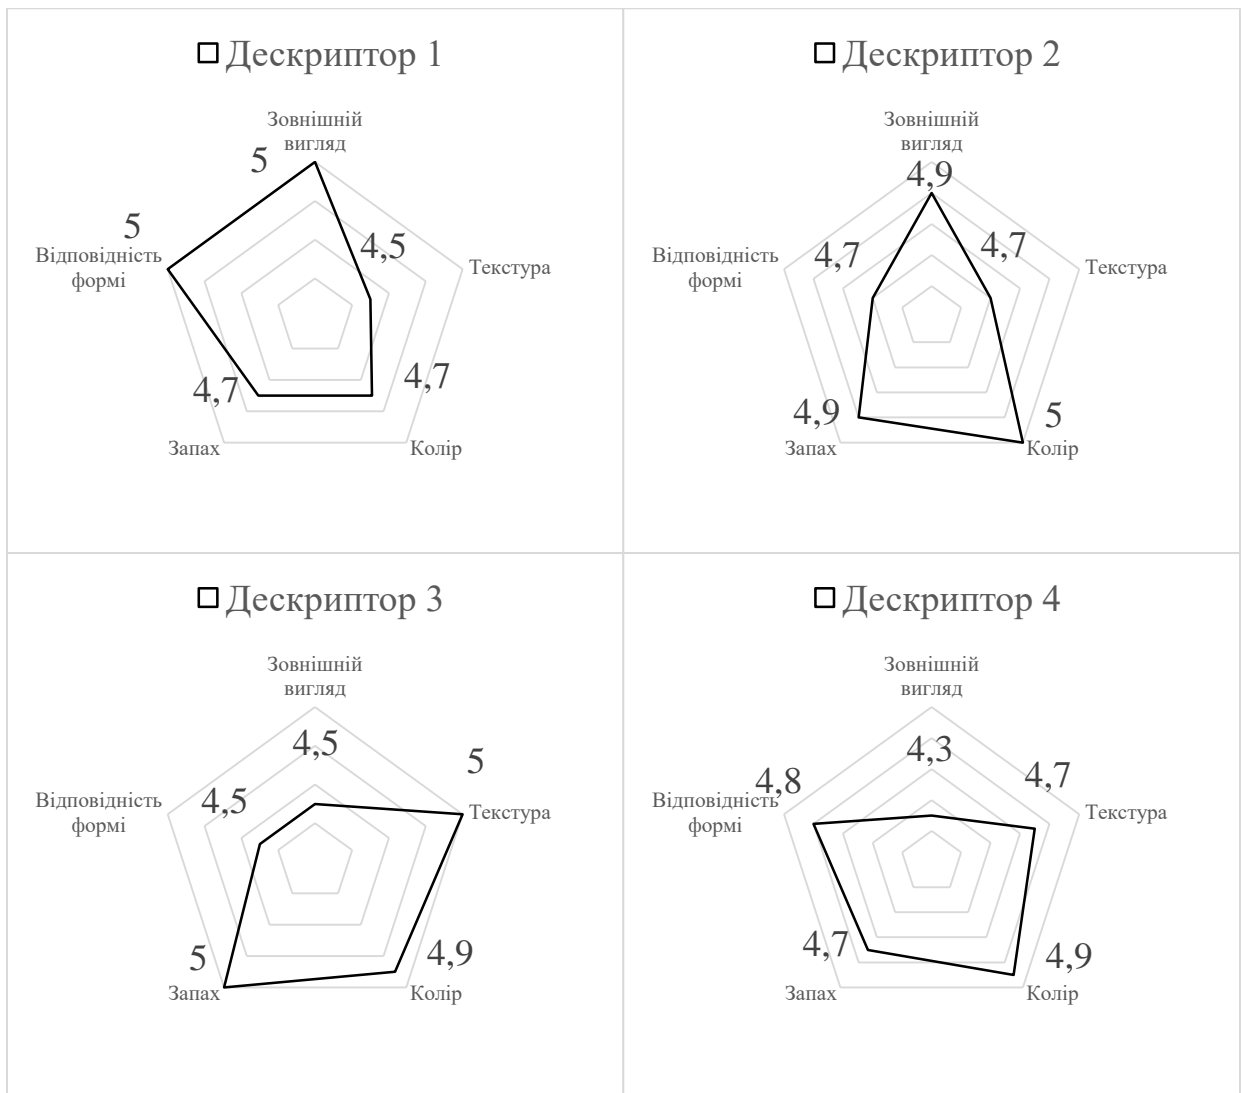 Дескриптор 1
Зовнішній
вигляд
5
5
4,5
Відповідність
формі
Текстура
4,7
4,7
Запах
Колір
Дескриптор 2
Зовнішній
вигляд
4,9
4,7
4,7
Відповідність
формі
Текстура
4,9
5
Запах
Колір
Дескриптор 3
Зовнішній
вигляд
4,5
5
4,5
Відповідність
формі
Текстура
5
4,9
Запах
Колір
Дескриптор 4
Зовнішній
вигляд
4,3
4,7
4,8
Відповідність
формі
Текстура
4,7
4,9
Запах
Колір